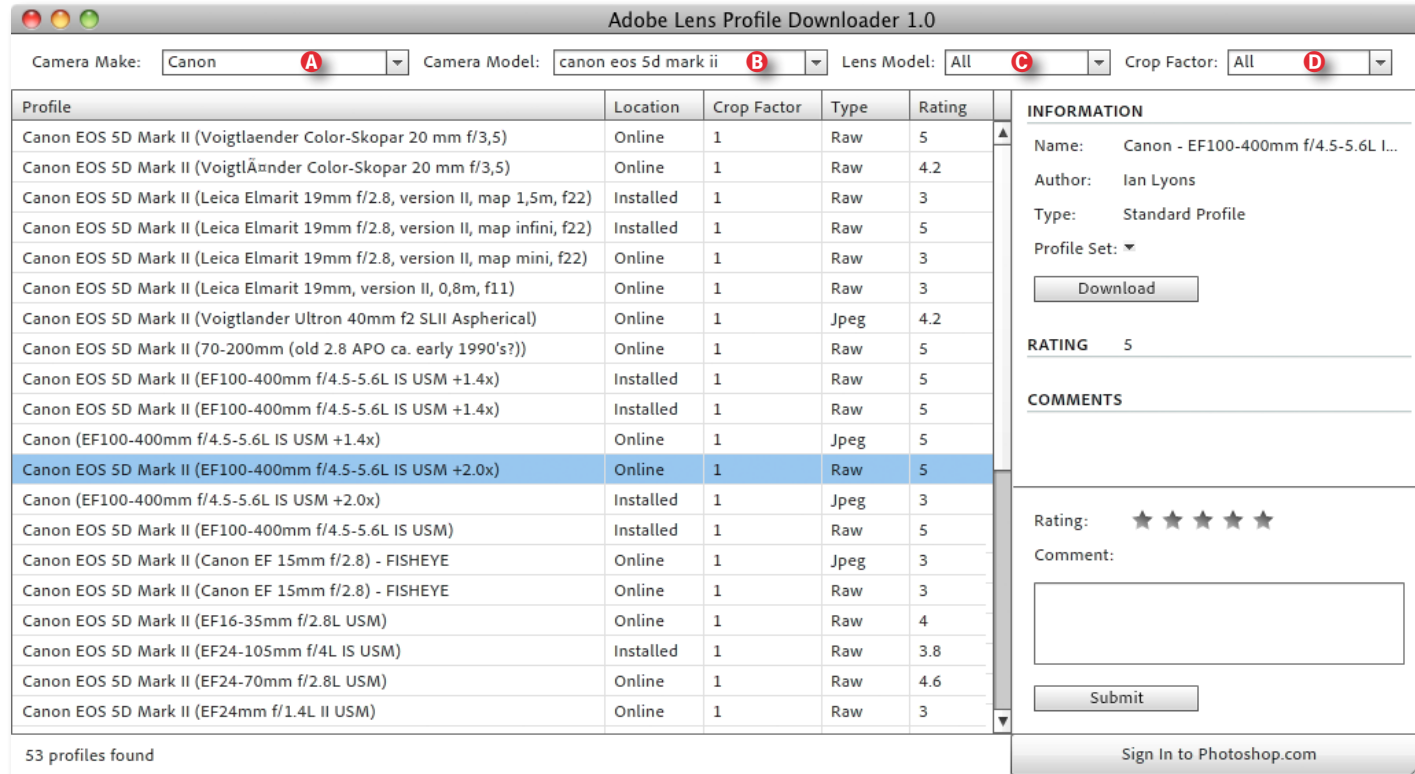 Adobe Lens Profile Downloader 1.0
Camera Make: Canon A Camera Model: canon eos 5d mark ii B Lens Model: All C Crop Factor: All D
Profile Location Crop Factor Type Rating
Canon EOS 5D Mark II (Voigtlaender Color-Skopar 20 mm f/3,5) Online 1 Raw 5
Canon EOS 5D Mark II (VoigtlÃ¤nder Color-Skopar 20 mm f/3,5) Online 1 Raw 4.2
Canon EOS 5D Mark II (Leica Elmarit 19mm f/2.8, version II, map 1,5m, f22) Installed 1 Raw 3
Canon EOS 5D Mark II (Leica Elmarit 19mm f/2.8, version II, map infini, f22) Installed 1 Raw 5
Canon EOS 5D Mark II (Leica Elmarit 19mm f/2.8, version II, map mini, f22) Online 1 Raw 3
Canon EOS 5D Mark II (Leica Elmarit 19mm, version II, 0,8m, f11) Online 1 Raw 3
Canon EOS 5D Mark II (Voigtlander Ultron 40mm f2 SLII Aspherical) Online 1 Jpeg 4.2
Canon EOS 5D Mark II (70-200mm (old 2.8 APO ca. early 1990's?)) Online 1 Raw 5
Canon EOS 5D Mark II (EF100-400mm f/4.5-5.6L IS USM +1.4x) Installed 1 Raw 5
Canon EOS 5D Mark II (EF100-400mm f/4.5-5.6L IS USM +1.4x) Installed 1 Raw 5
Canon (EF100-400mm f/4.5-5.6L IS USM +1.4x) Online 1 Jpeg 5
Canon EOS 5D Mark II (EF100-400mm f/4.5-5.6L IS USM +2.0x) Online 1 Raw 5
Canon (EF100-400mm f/4.5-5.6L IS USM +2.0x) Installed 1 Jpeg 3
Canon EOS 5D Mark II (EF100-400mm f/4.5-5.6L IS USM) Installed 1 Raw 5
Canon EOS 5D Mark II (Canon EF 15mm f/2.8) - FISHEYE Online 1 Jpeg 3
Canon EOS 5D Mark II (Canon EF 15mm f/2.8) - FISHEYE Online 1 Raw 3
Canon EOS 5D Mark II (EF16-35mm f/2.8L USM) Online 1 Raw 4
Canon EOS 5D Mark II (EF24-105mm f/4L IS USM) Installed 1 Raw 3.8
Canon EOS 5D Mark II (EF24-70mm f/2.8L USM) Online 1 Raw 4.6
Canon EOS 5D Mark II (EF24mm f/1.4L II USM) Online 1 Raw 3
53 profiles found
INFORMATION
Name: Canon - EF100-400mm f/4.5-5.6L I...
Author: Ian Lyons
Type: Standard Profile
Profile Set:
Download
RATING 5
COMMENTS
Rating:
Comment:
Submit
Sign In to Photoshop.com